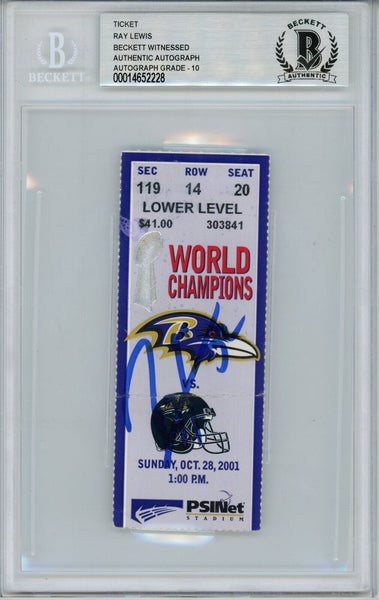 TICKET
RAY LEWIS
BECKETT WITNESSED
AUTHENTIC AUTOGRAPH
AUTOGRAPH GRADE - 10
00014652228
B
BECKETT
B
BECKETT
AUTHENTIC
SEC ROW SEAT
119 14 20
LOWER LEVEL
$41.00 303841
WORLD
CHAMPIONS
B
VS.
SUNDAY, OCT. 28, 2001
1:00 P.M.
PSINet
STADIUM